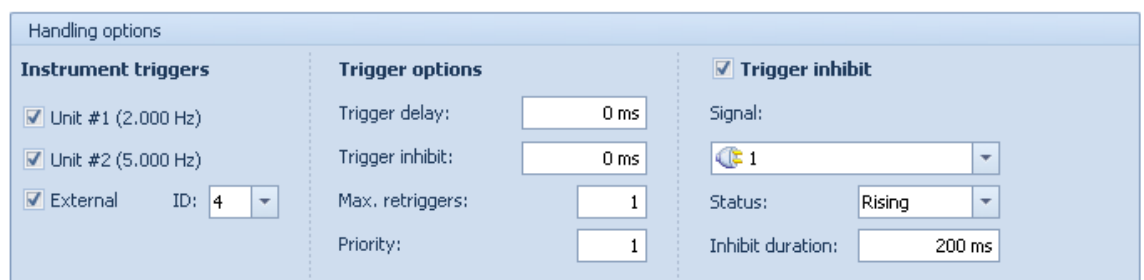 Handling options
Instrument triggers
Unit #1 (2.000 Hz)
Unit #2 (5.000 Hz)
External ID: 4
Trigger options
Trigger delay: 0 ms
Trigger inhibit: 0 ms
Max. retriggers: 1
Priority: 1
Trigger inhibit
Signal:
1
Status: Rising
Inhibit duration: 200 ms